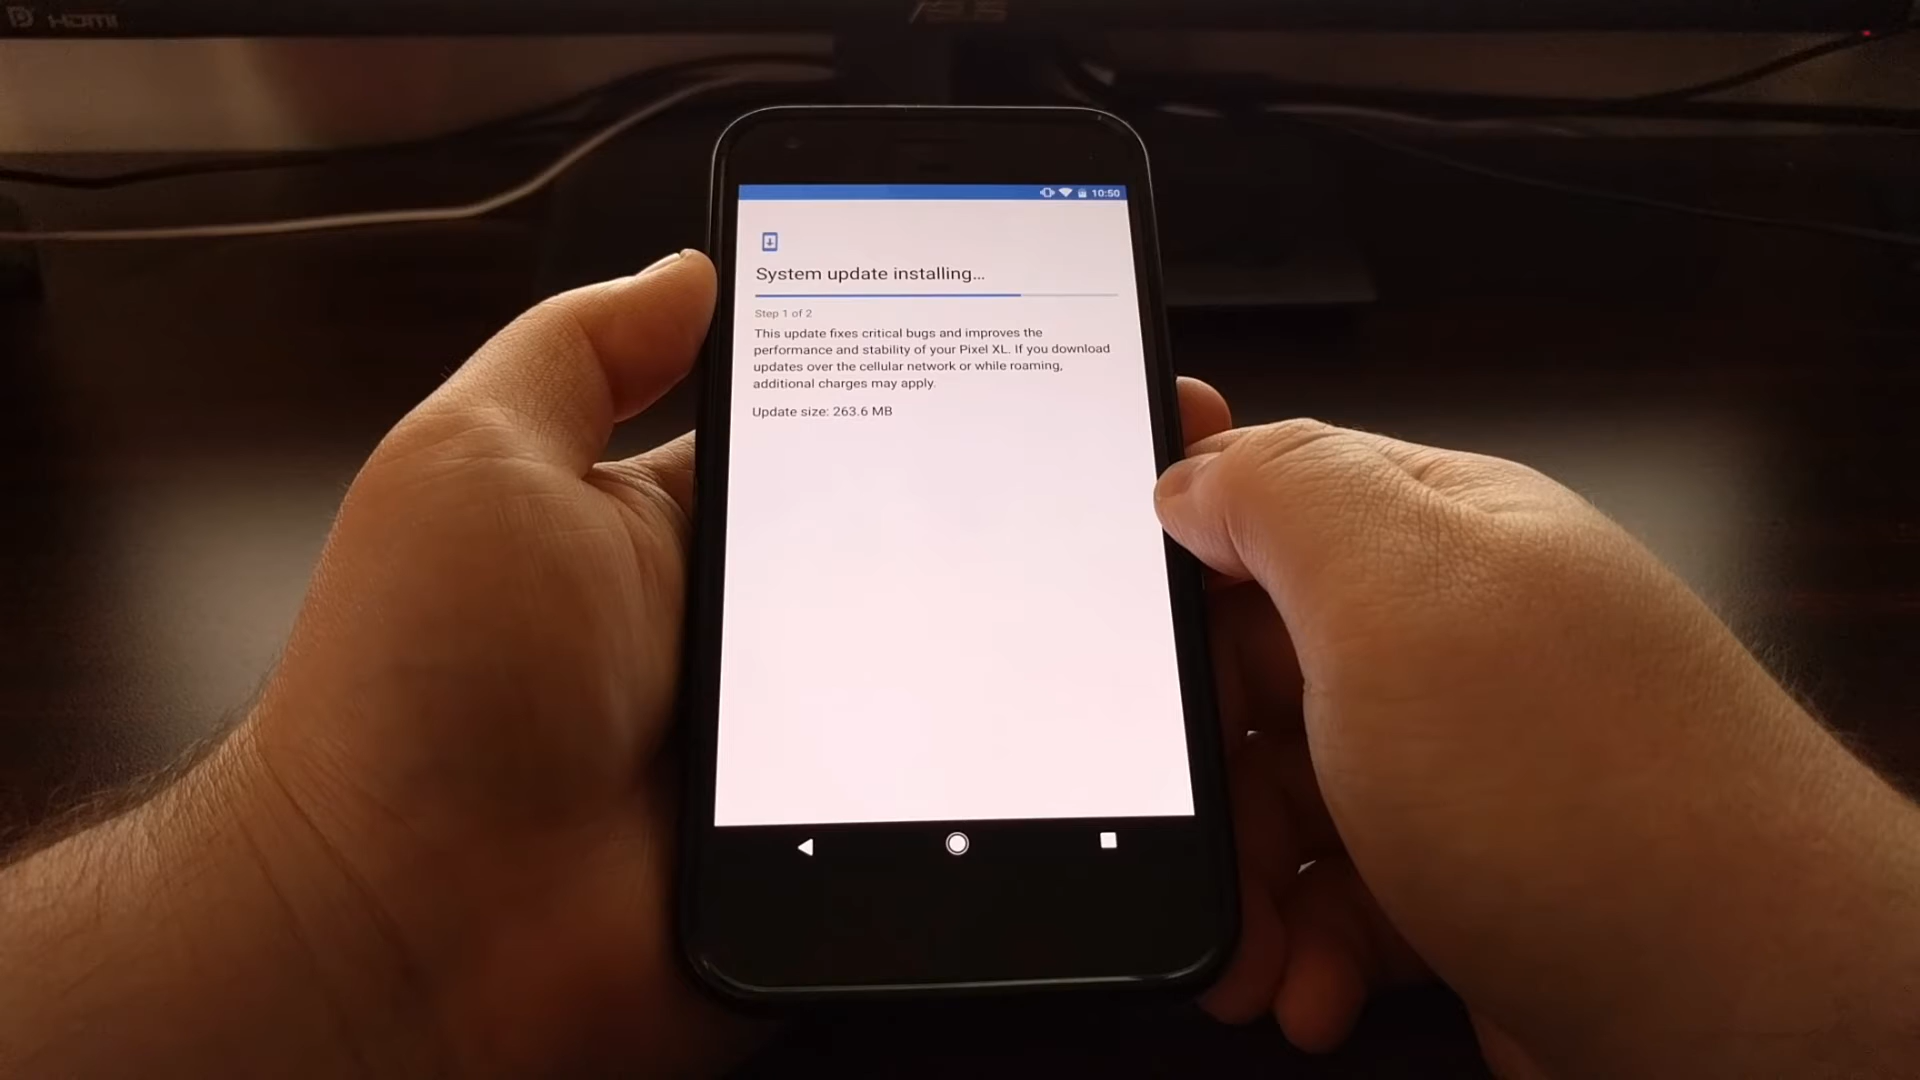 HDMI
ASUS
10:50
System update installing...
Step 1 of 2
This update fixes critical bugs and improves the
performance and stability of your Pixel XL. If you download
updates over the cellular network or while roaming,
additional charges may apply.
Update size: 263.6 MB